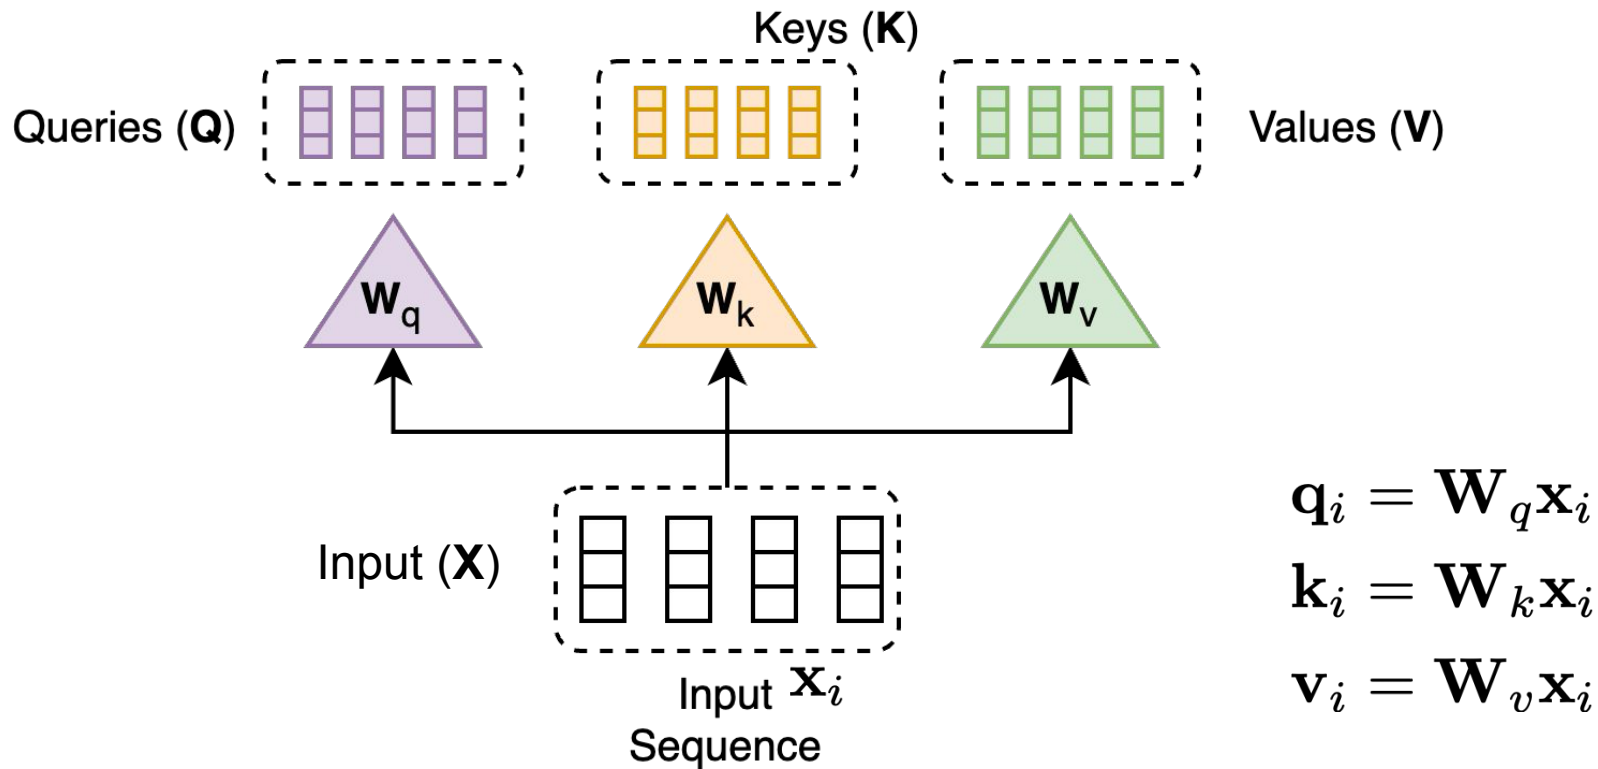 Keys (K)
Queries (Q)
Values (V)
Wq
Wk
Wv
Input (X)
Input xi
Sequence
qi = Wqxi
ki = Wkxi
vi = Wvxi